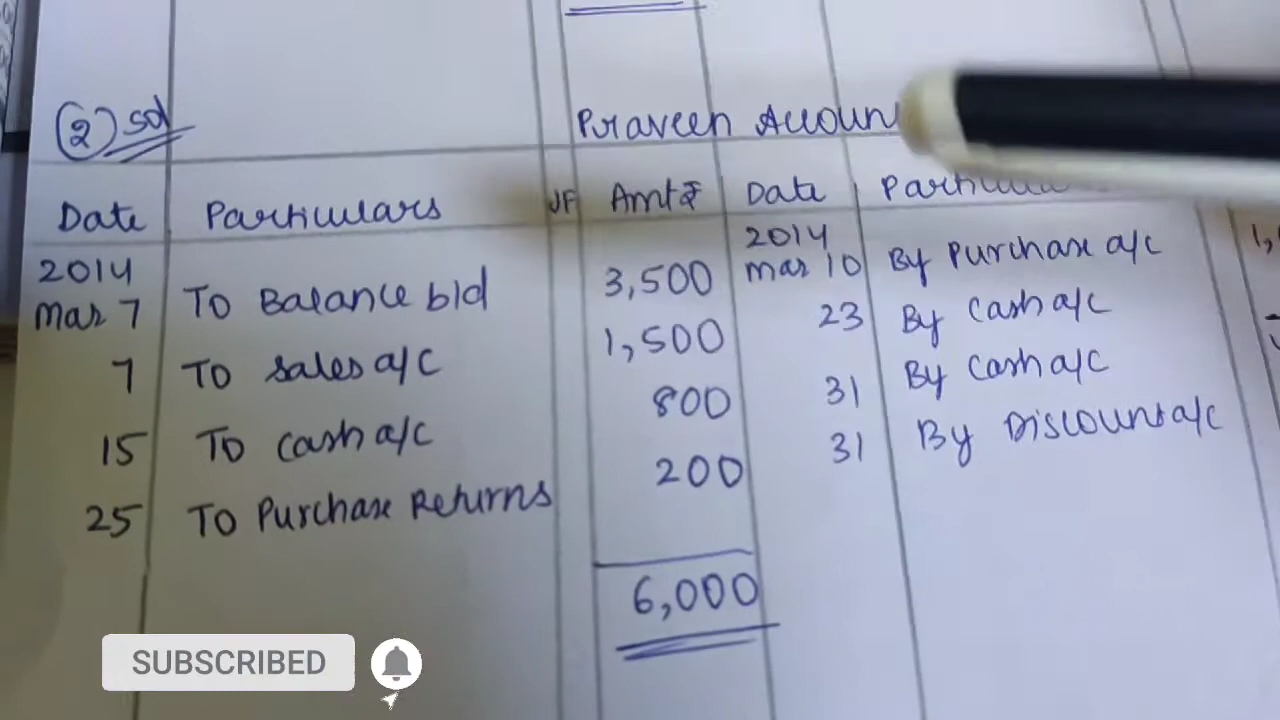 (2) Sol
Praveen Accoun
Date Particulars JF Amt₹ Date Particula
2014 2014
Mar 7 To Balance b/d 3,500 Mar 10 By Purchase a/c
7 To Sales a/c 1,500 23 By Cash a/c
15 To Cash a/c 800 31 By Cash a/c
25 To Purchase Returns 200 31 By Discount a/c
6,000
SUBSCRIBED